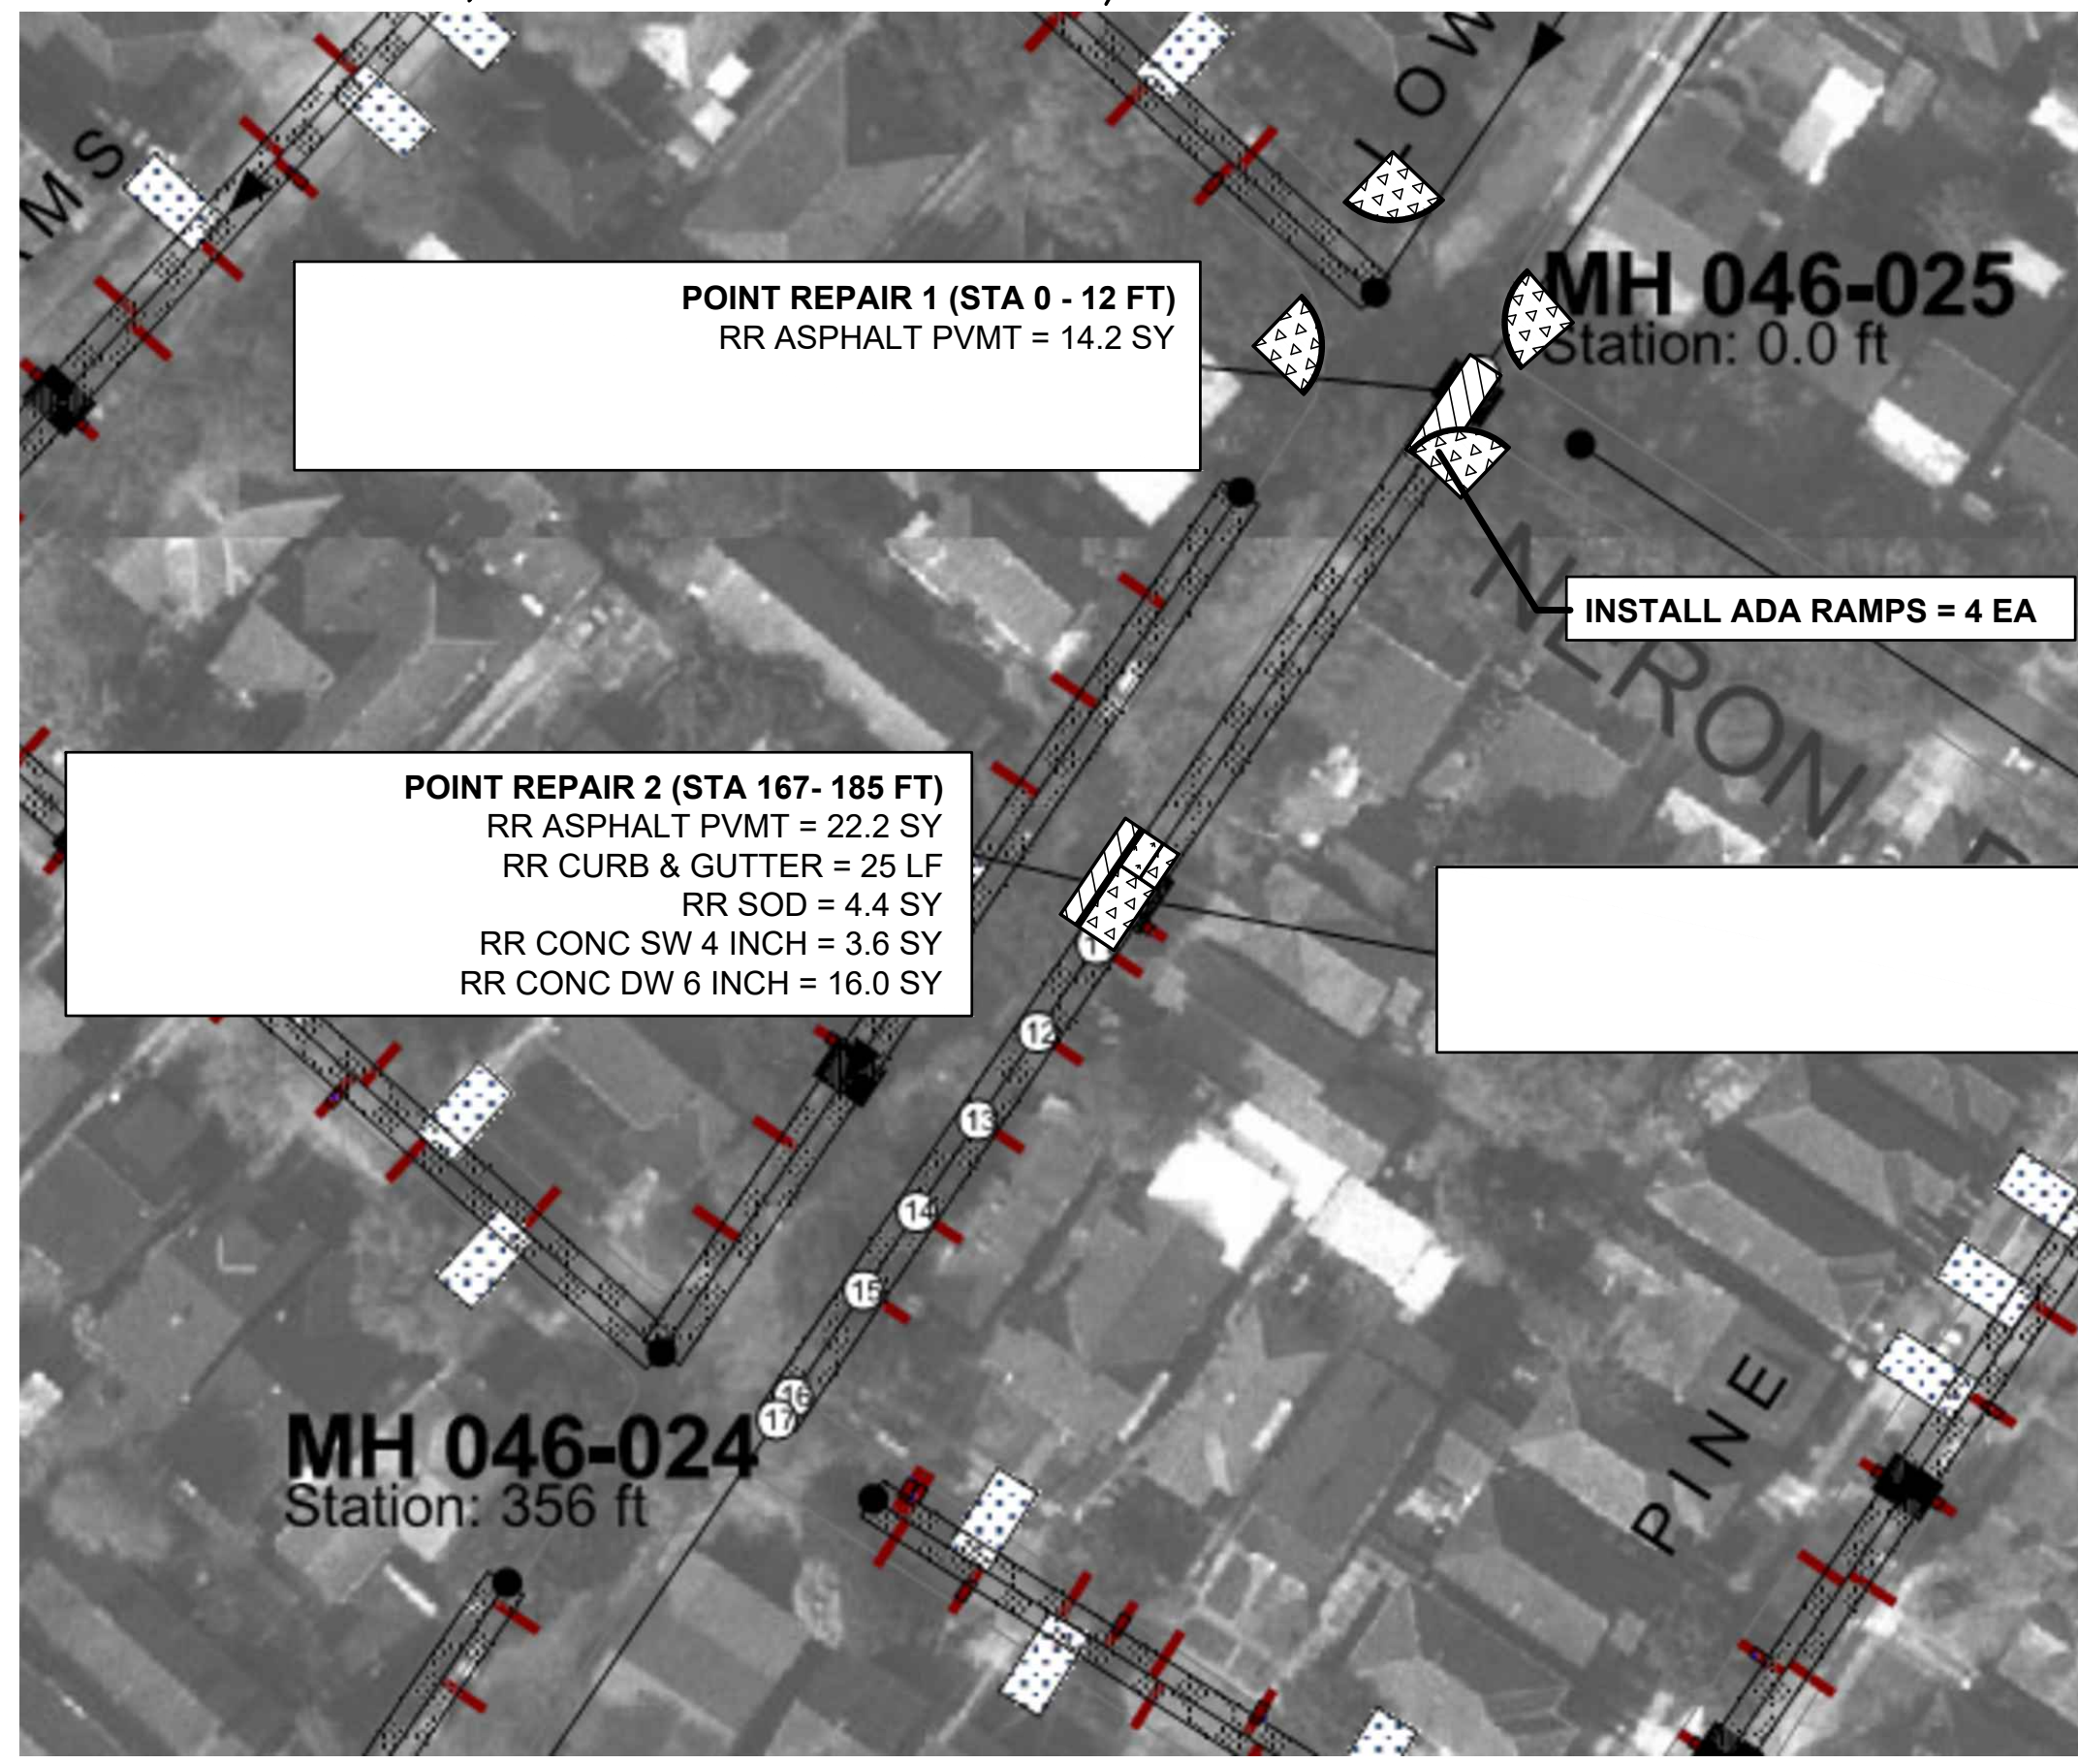 LOW
AMS
POINT REPAIR 1 (STA 0 - 12 FT)
RR ASPHALT PVMT = 14.2 SY
MH 046-025
Station: 0.0 ft
INSTALL ADA RAMPS = 4 EA
NERON
POINT REPAIR 2 (STA 167- 185 FT)
RR ASPHALT PVMT = 22.2 SY
RR CURB & GUTTER = 25 LF
RR SOD = 4.4 SY
RR CONC SW 4 INCH = 3.6 SY
RR CONC DW 6 INCH = 16.0 SY
12
13
14
15
16
17
MH 046-024
Station: 356 ft
PINE